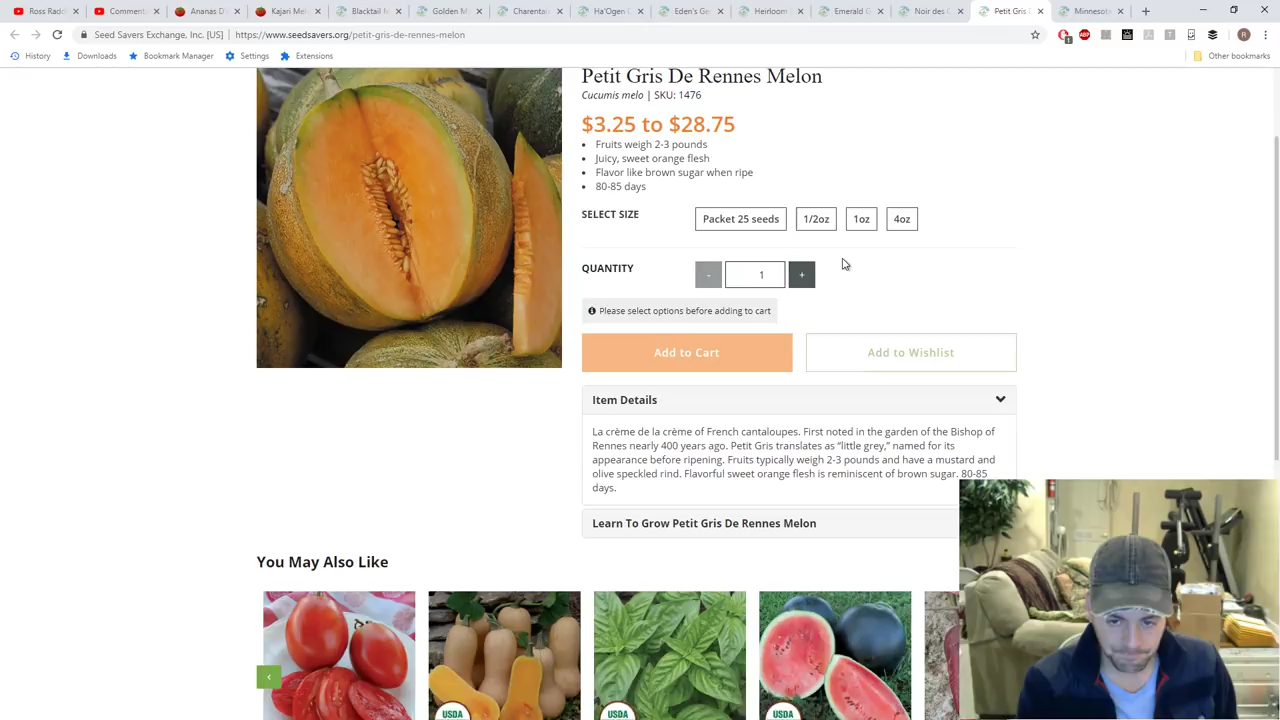 Ross Radd
Comments
Ananas D'
Kajari Mel
Blacktail M
Golden M
Charentai
Ha'Ogen C
Eden's Ge
Heirloom
Emerald G
Noir des C
Petit Gris D
Minnesot
Seed Savers Exchange, Inc. [US] | https://www.seedsavers.org/petit-gris-de-rennes-melon
History Downloads Bookmark Manager Settings Extensions Other bookmarks
Petit Gris De Rennes Melon
Cucumis melo | SKU: 1476
$3.25 to $28.75
• Fruits weigh 2-3 pounds
• Juicy, sweet orange flesh
• Flavor like brown sugar when ripe
• 80-85 days
SELECT SIZE Packet 25 seeds 1/2oz 1oz 4oz
QUANTITY - 1 +
Please select options before adding to cart
Add to Cart Add to Wishlist
Item Details
La crème de la crème of French cantaloupes. First noted in the garden of the Bishop of
Rennes nearly 400 years ago. Petit Gris translates as “little grey,” named for its
appearance before ripening. Fruits typically weigh 2-3 pounds and have a mustard and
olive speckled rind. Flavorful sweet orange flesh is reminiscent of brown sugar. 80-85
days.
Learn To Grow Petit Gris De Rennes Melon
You May Also Like
USDA
USDA
USDA